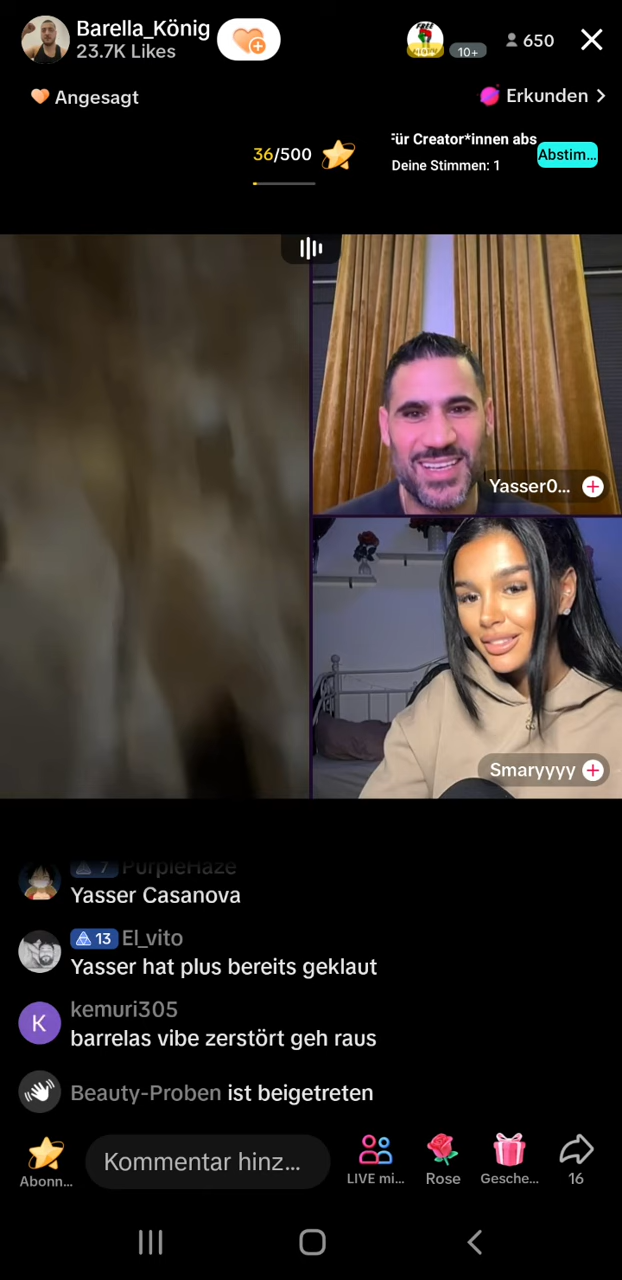 Barella_König
23.7K Likes
10+
650
Angesagt
Erkunden
36/500
Für Creator*innen abs
Abstim...
Deine Stimmen: 1
Yasser0...
Smaryyyy
7 PurpleHaze
Yasser Casanova
13 El_vito
Yasser hat plus bereits geklaut
K
kemuri305
barrelas vibe zerstört geh raus
Beauty-Proben ist beigetreten
Kommentar hinz...
Abonn...
LIVE mi...
Rose
Gesche...
16